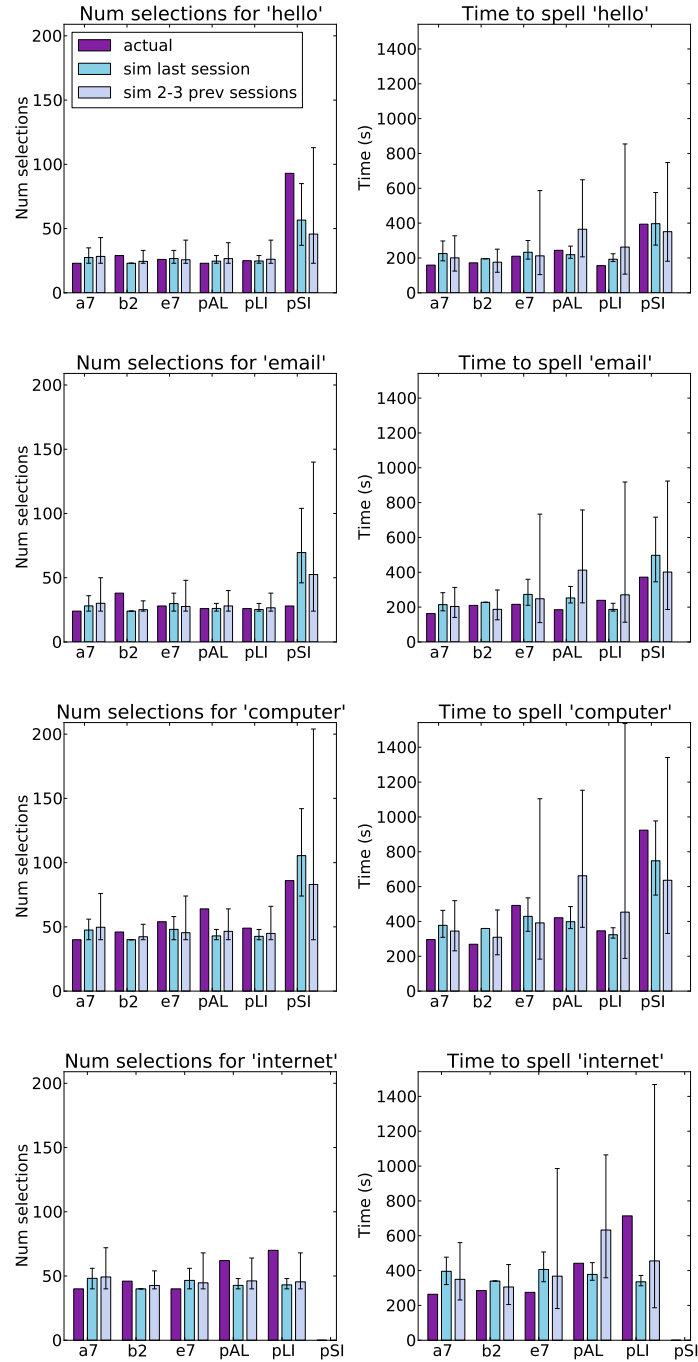 Num selections for 'hello'
Time to spell 'hello'
actual
sim last session
sim 2-3 prev sessions
Num selections
200
150
100
50
0
a7 b2 e7 pAL pLI pSI
Time (s)
1400
1200
1000
800
600
400
200
0
a7 b2 e7 pAL pLI pSI
Num selections for 'email'
Time to spell 'email'
Num selections
200
150
100
50
0
a7 b2 e7 pAL pLI pSI
Time (s)
1400
1200
1000
800
600
400
200
0
a7 b2 e7 pAL pLI pSI
Num selections for 'computer'
Time to spell 'computer'
Num selections
200
150
100
50
0
a7 b2 e7 pAL pLI pSI
Time (s)
1400
1200
1000
800
600
400
200
0
a7 b2 e7 pAL pLI pSI
Num selections for 'internet'
Time to spell 'internet'
Num selections
200
150
100
50
0
a7 b2 e7 pAL pLI pSI
Time (s)
1400
1200
1000
800
600
400
200
0
a7 b2 e7 pAL pLI pSI